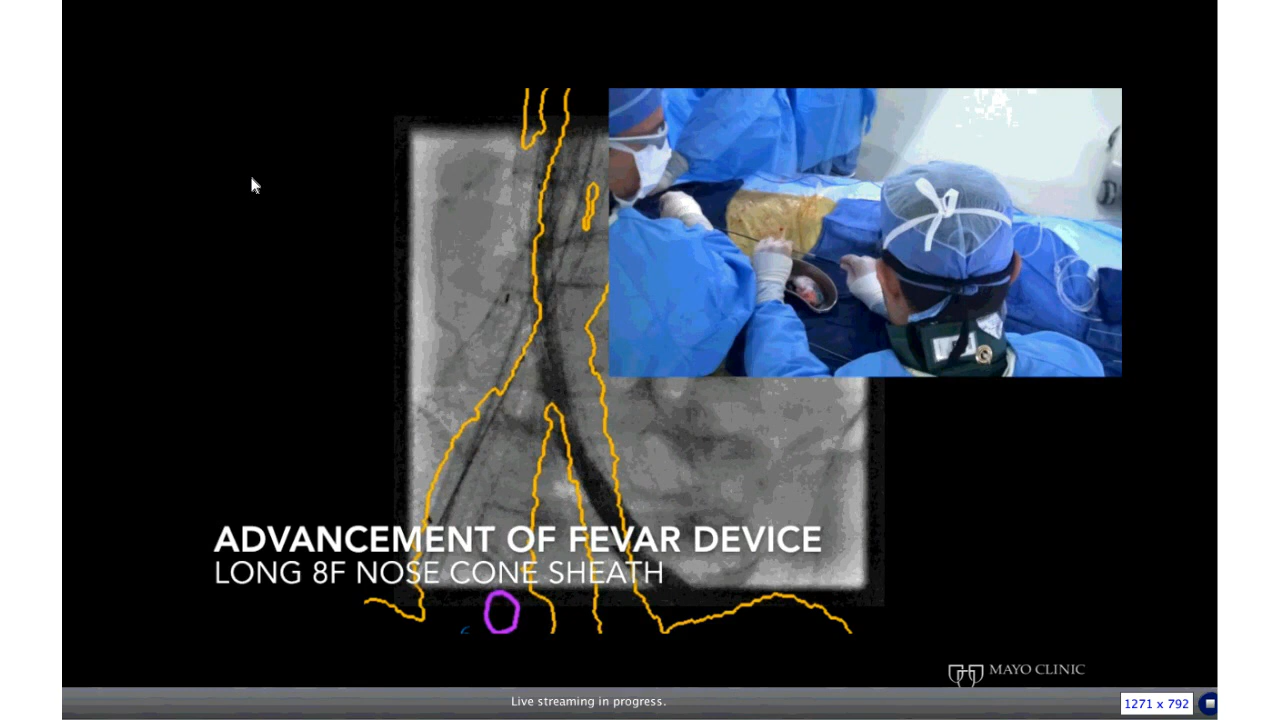 ADVANCEMENT OF FEVAR DEVICE
LONG 8F NOSE CONE SHEATH
MAYO CLINIC
Live streaming in progress.
1271 x 792